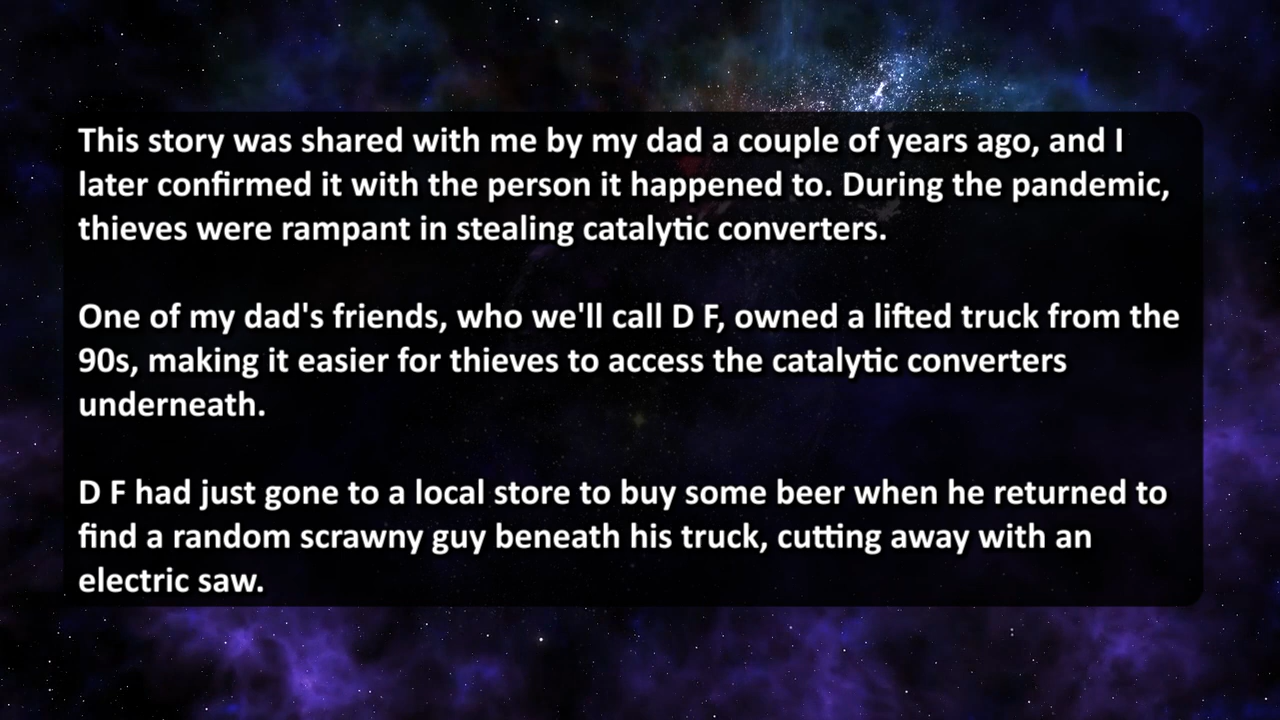 This story was shared with me by my dad a couple of years ago, and I
later confirmed it with the person it happened to. During the pandemic,
thieves were rampant in stealing catalytic converters.
One of my dad's friends, who we'll call D F, owned a lifted truck from the
90s, making it easier for thieves to access the catalytic converters
underneath.
D F had just gone to a local store to buy some beer when he returned to
find a random scrawny guy beneath his truck, cutting away with an
electric saw.